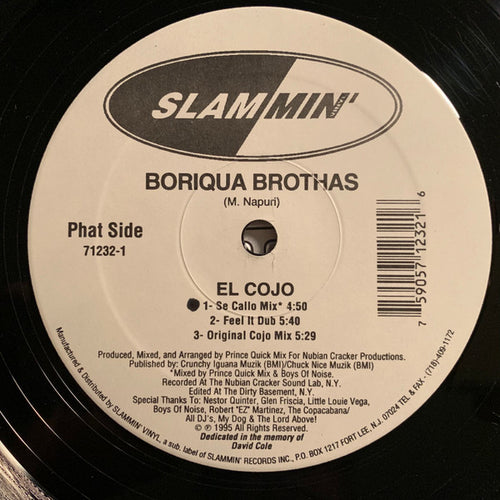 SLAMMIN'
BORIQUA BROTHAS
(M. Napuri)
Phat Side
71232-1
7 59057 12321 6
EL COJO
1- Se Callo Mix* 4:50
2- Feel It Dub 5:40
3- Original Cojo Mix 5:29
Produced, Mixed, and Arranged by Prince Quick Mix For Nubian Cracker Productions.
Published by: Crunchy Iguana Muzik (BMI)/Chuck Nice Muzik (BMI)
*Mixed by Prince Quick Mix & Boys Of Noise.
Recorded At The Nubian Cracker Sound Lab, N.Y.
Edited At The Dirty Basement, N.Y.
Special Thanks To: Nestor Quinter, Glen Friscia, Little Louie Vega,
Boys Of Noise, Robert "EZ" Martinez, The Copacabana/
All DJ's, My Dog & The Lord Above!
© ℗ 1995 All Rights Reserved.
Dedicated in the memory of
David Cole
Manufactured & Distributed by SLAMMIN' VINYL, a sub. label of SLAMMIN' RECORDS INC., P.O. BOX 1217 FORT LEE, N.J. 07024 TEL & FAX - (718)-409-1172